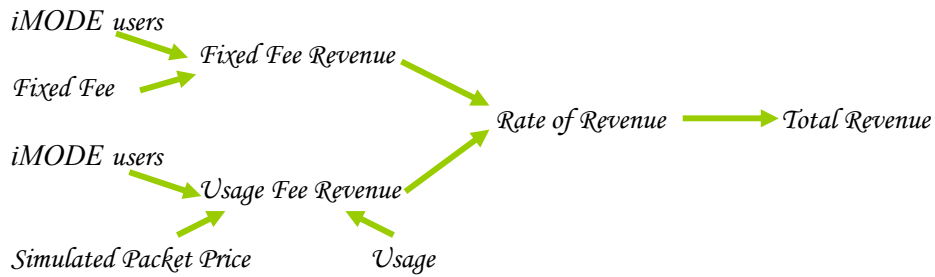 iMODE users
Fixed Fee Revenue
Fixed Fee
Rate of Revenue
Total Revenue
iMODE users
Usage Fee Revenue
Simulated Packet Price
Usage